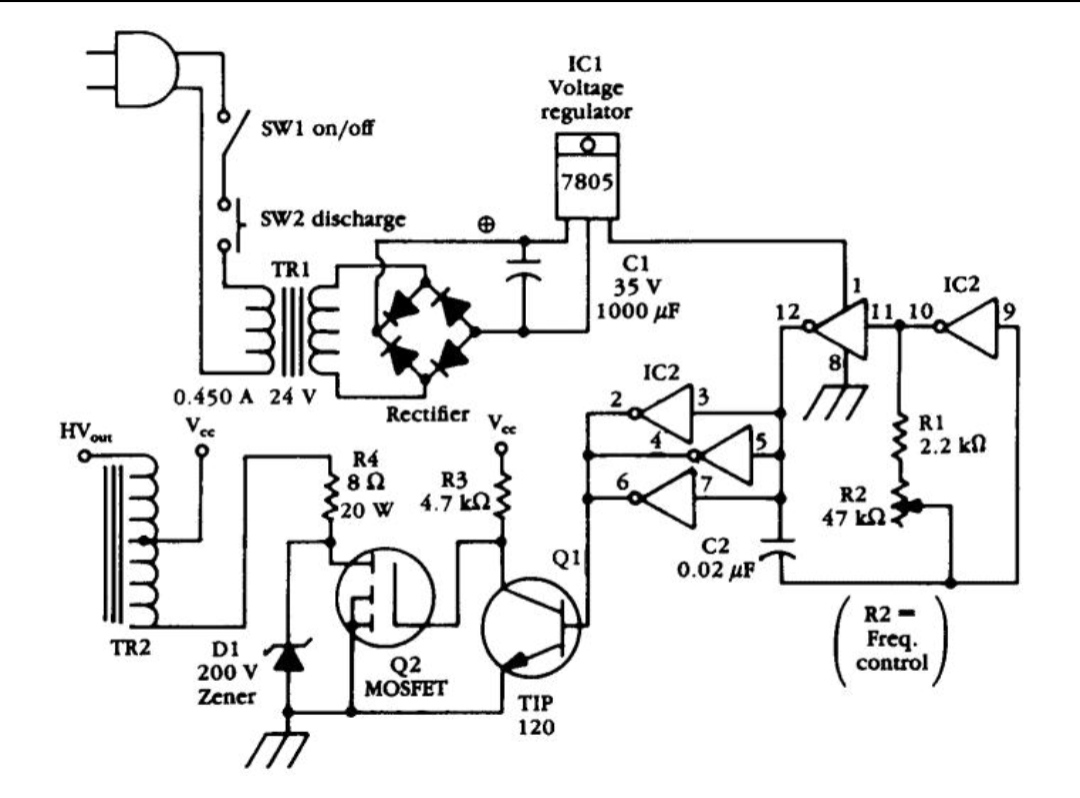 IC1
Voltage
regulator
7805
SW1 on/off
SW2 discharge
⊕
TR1
C1
35 V
1000 µF
0.450 A 24 V
Rectifier
1
IC2
12
11
10
9
8
IC2
2
3
4
5
6
7
R1
2.2 kΩ
R2
47 kΩ
C2
0.02 µF
R2 =
Freq.
control
HVout
Vcc
Vcc
R4
8 Ω
20 W
R3
4.7 kΩ
Q1
TR2
D1
200 V
Zener
Q2
MOSFET
TIP
120